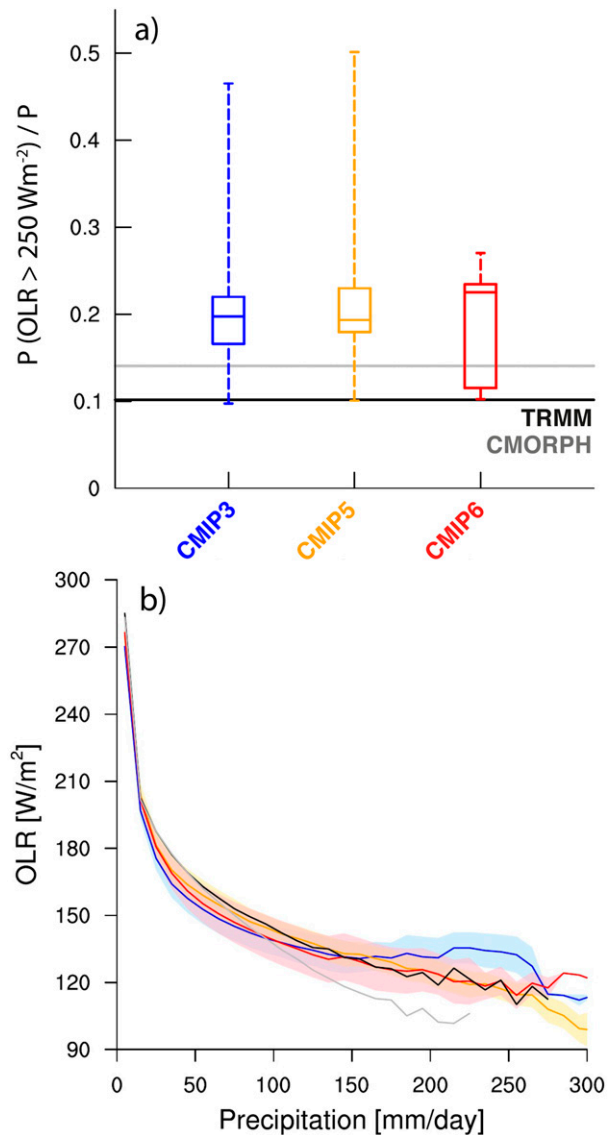 a)
P (OLR > 250 Wm⁻²) / P
0.5
0.4
0.3
0.2
0.1
0
TRMM
CMORPH
CMIP3
CMIP5
CMIP6
b)
OLR [W/m²]
300
270
240
210
180
150
120
90
0 50 100 150 200 250 300
Precipitation [mm/day]